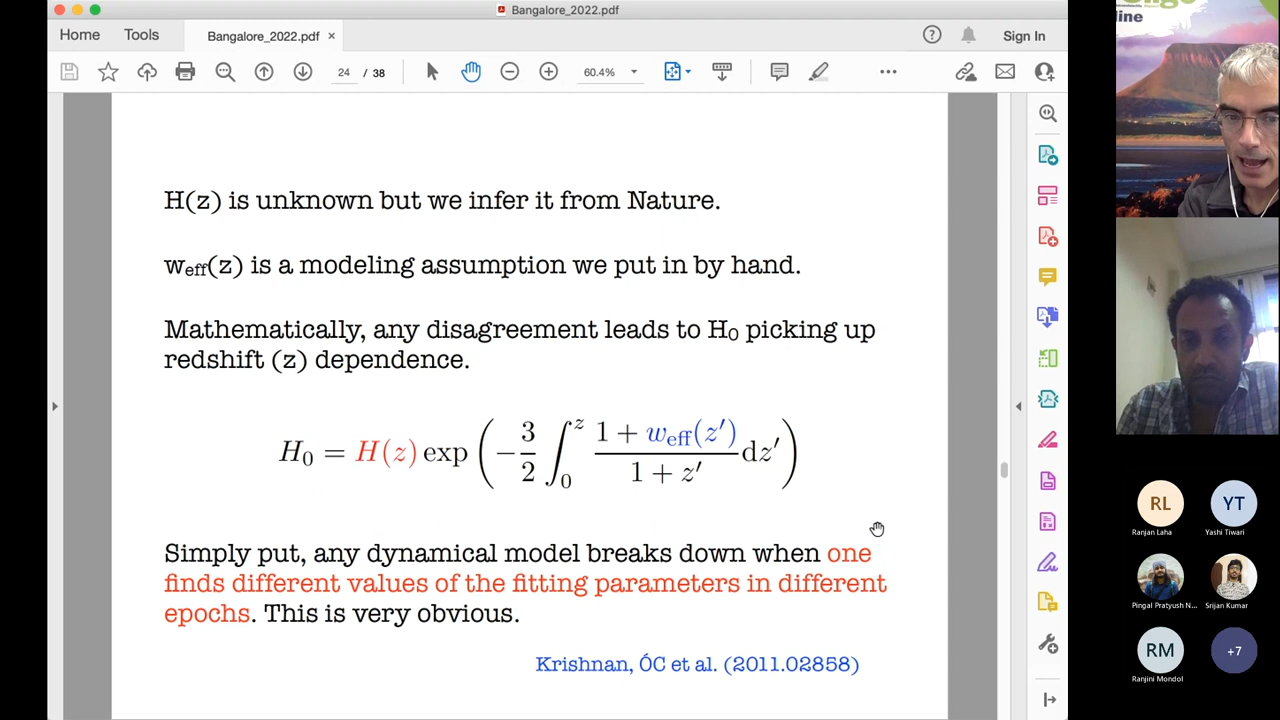 Bangalore_2022.pdf
Home Tools Bangalore_2022.pdf × Sign In
24 / 38 60.4%
H(z) is unknown but we infer it from Nature.
w_eff(z) is a modeling assumption we put in by hand.
Mathematically, any disagreement leads to H₀ picking up
redshift (z) dependence.
H₀ = H(z) exp(−3/2 ∫₀^z (1 + w_eff(z′))/(1 + z′) dz′)
Simply put, any dynamical model breaks down when one
finds different values of the fitting parameters in different
epochs. This is very obvious.
Krishnan, ÓC et al. (2011.02858)
line
RL YT
Ranjan Laha Yashi Tiwari
Pingal Pratyush N... Srijan Kumar
RM +7
Ranjini Mondol